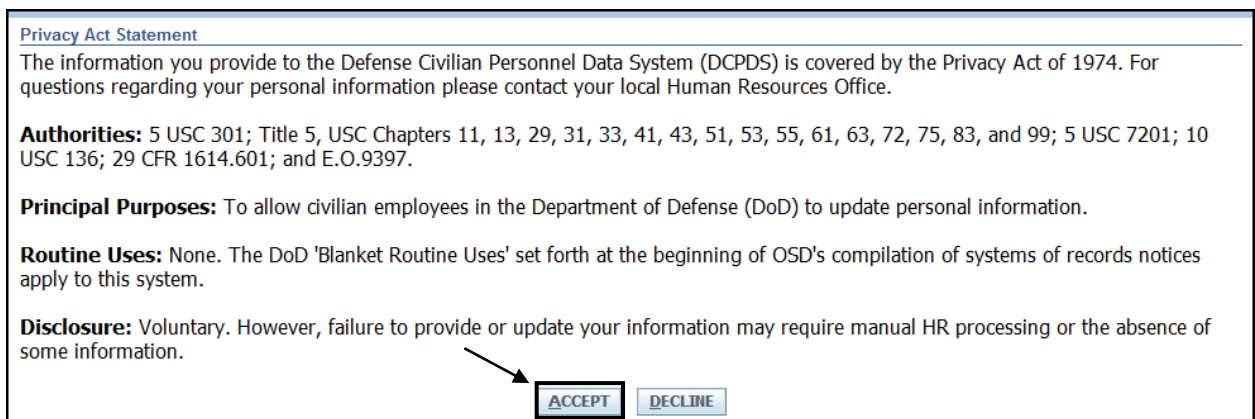 Privacy Act Statement
The information you provide to the Defense Civilian Personnel Data System (DCPDS) is covered by the Privacy Act of 1974. For
questions regarding your personal information please contact your local Human Resources Office.
Authorities: 5 USC 301; Title 5, USC Chapters 11, 13, 29, 31, 33, 41, 43, 51, 53, 55, 61, 63, 72, 75, 83, and 99; 5 USC 7201; 10
USC 136; 29 CFR 1614.601; and E.O.9397.
Principal Purposes: To allow civilian employees in the Department of Defense (DoD) to update personal information.
Routine Uses: None. The DoD 'Blanket Routine Uses' set forth at the beginning of OSD's compilation of systems of records notices
apply to this system.
Disclosure: Voluntary. However, failure to provide or update your information may require manual HR processing or the absence of
some information.
ACCEPT DECLINE